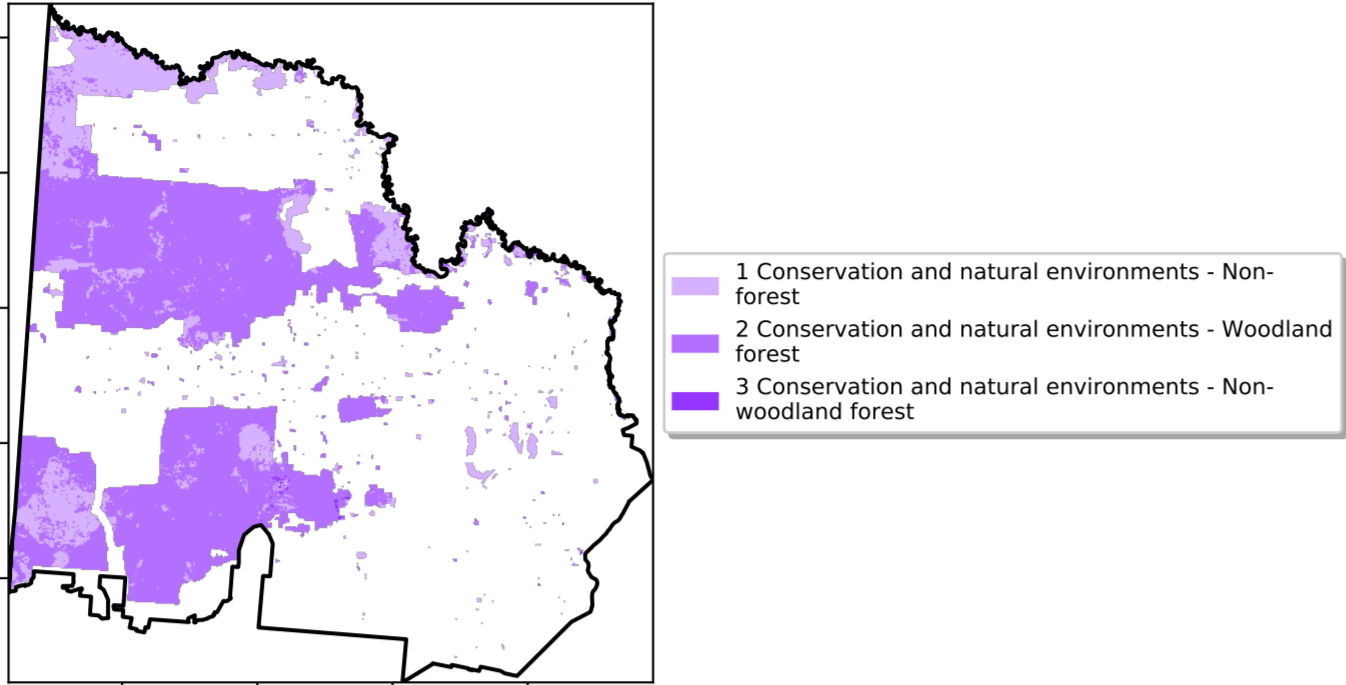 1 Conservation and natural environments - Non-
forest
2 Conservation and natural environments - Woodland
forest
3 Conservation and natural environments - Non-
woodland forest